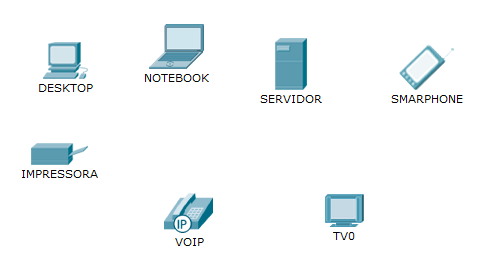 DESKTOP
NOTEBOOK
SERVIDOR
SMARPHONE
IMPRESSORA
IP
VOIP
TV0